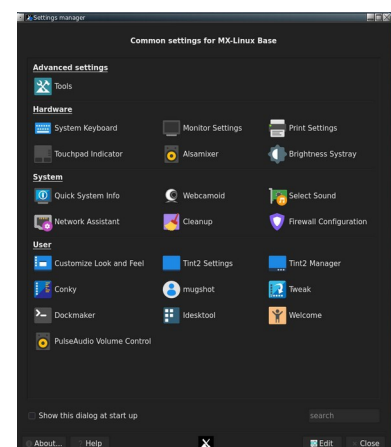 Settings manager
Common settings for MX-Linux Base
Advanced settings
Tools
Hardware
System Keyboard Monitor Settings Print Settings
Touchpad Indicator Alsamixer Brightness Systray
System
Quick System Info Webcamoid Select Sound
Network Assistant Cleanup Firewall Configuration
User
Customize Look and Feel Tint2 Settings Tint2 Manager
Conky mugshot Tweak
Dockmaker Idesktool Welcome
PulseAudio Volume Control
Show this dialog at start up search
About... Help Edit Close